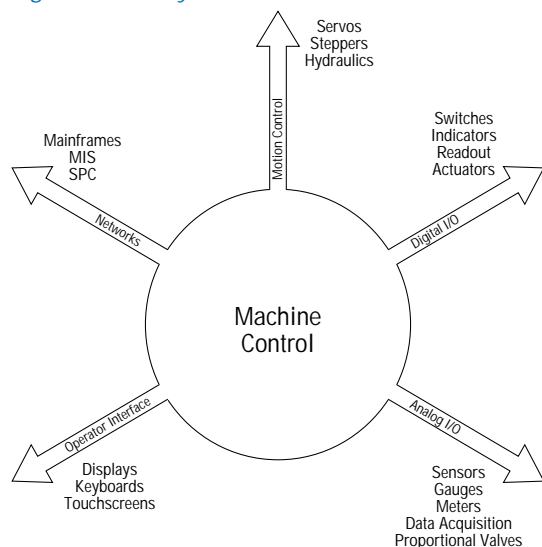 Servos
Steppers
Hydraulics
Motion Control
Mainframes
MIS
SPC
Networks
Switches
Indicators
Readout
Actuators
Digital I/O
Machine
Control
Operator Interface
Displays
Keyboards
Touchscreens
Analog I/O
Sensors
Gauges
Meters
Data Acquisition
Proportional Valves